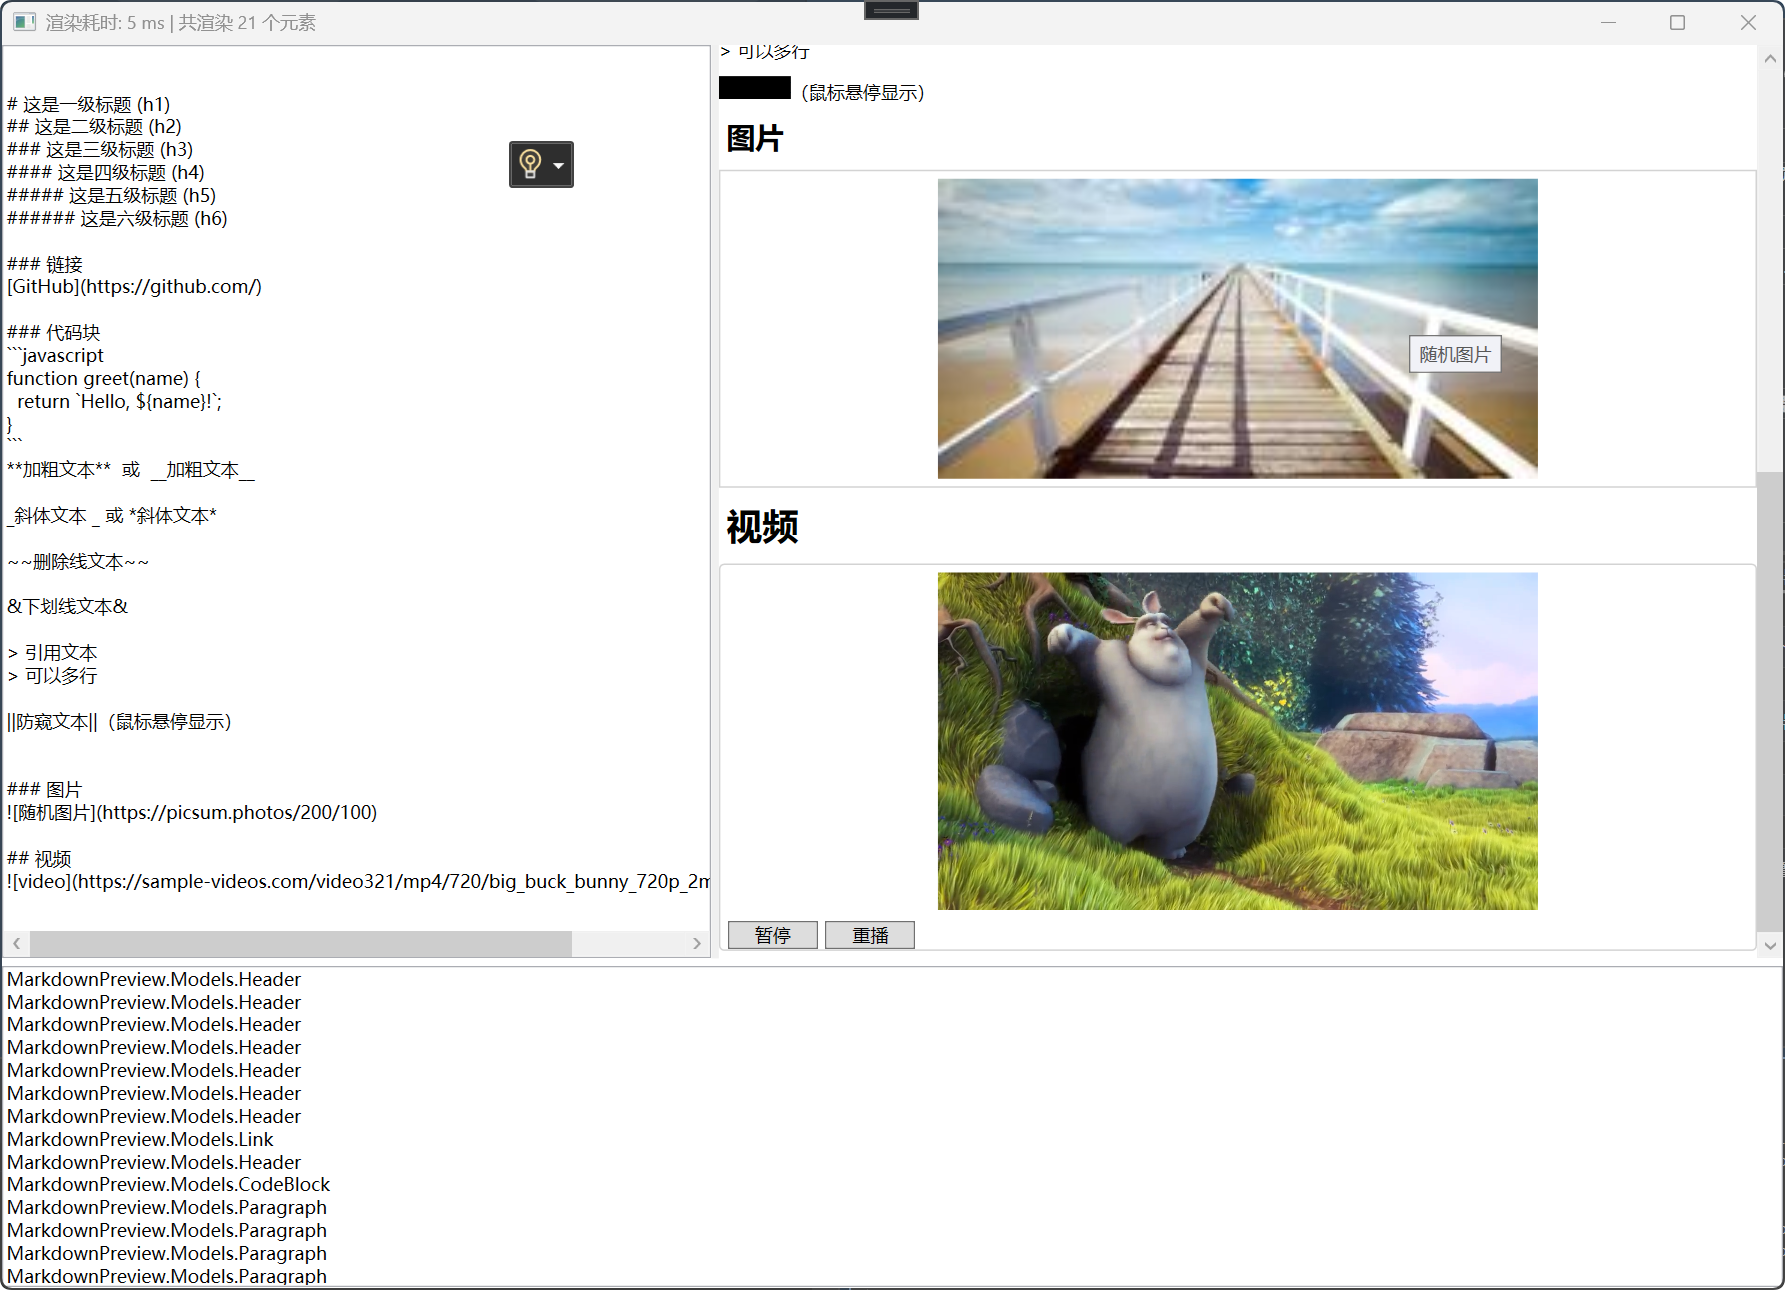 渲染耗时: 5 ms | 共渲染 21 个元素
# 这是一级标题 (h1)
## 这是二级标题 (h2)
### 这是三级标题 (h3)
#### 这是四级标题 (h4)
##### 这是五级标题 (h5)
###### 这是六级标题 (h6)
### 链接
[GitHub](https://github.com/)
### 代码块
```javascript
function greet(name) {
  return `Hello, ${name}!`;
}
```
**加粗文本**  或  __加粗文本__
_斜体文本 _ 或 *斜体文本*
~~删除线文本~~
&下划线文本&
> 引用文本
> 可以多行
||防窥文本||（鼠标悬停显示）
### 图片
![随机图片](https://picsum.photos/200/100)
## 视频
![video](https://sample-videos.com/video321/mp4/720/big_buck_bunny_720p_2m
> 可以多行
（鼠标悬停显示）
图片
随机图片
视频
暂停 重播
MarkdownPreview.Models.Header
MarkdownPreview.Models.Header
MarkdownPreview.Models.Header
MarkdownPreview.Models.Header
MarkdownPreview.Models.Header
MarkdownPreview.Models.Header
MarkdownPreview.Models.Header
MarkdownPreview.Models.Link
MarkdownPreview.Models.Header
MarkdownPreview.Models.CodeBlock
MarkdownPreview.Models.Paragraph
MarkdownPreview.Models.Paragraph
MarkdownPreview.Models.Paragraph
MarkdownPreview.Models.Paragraph